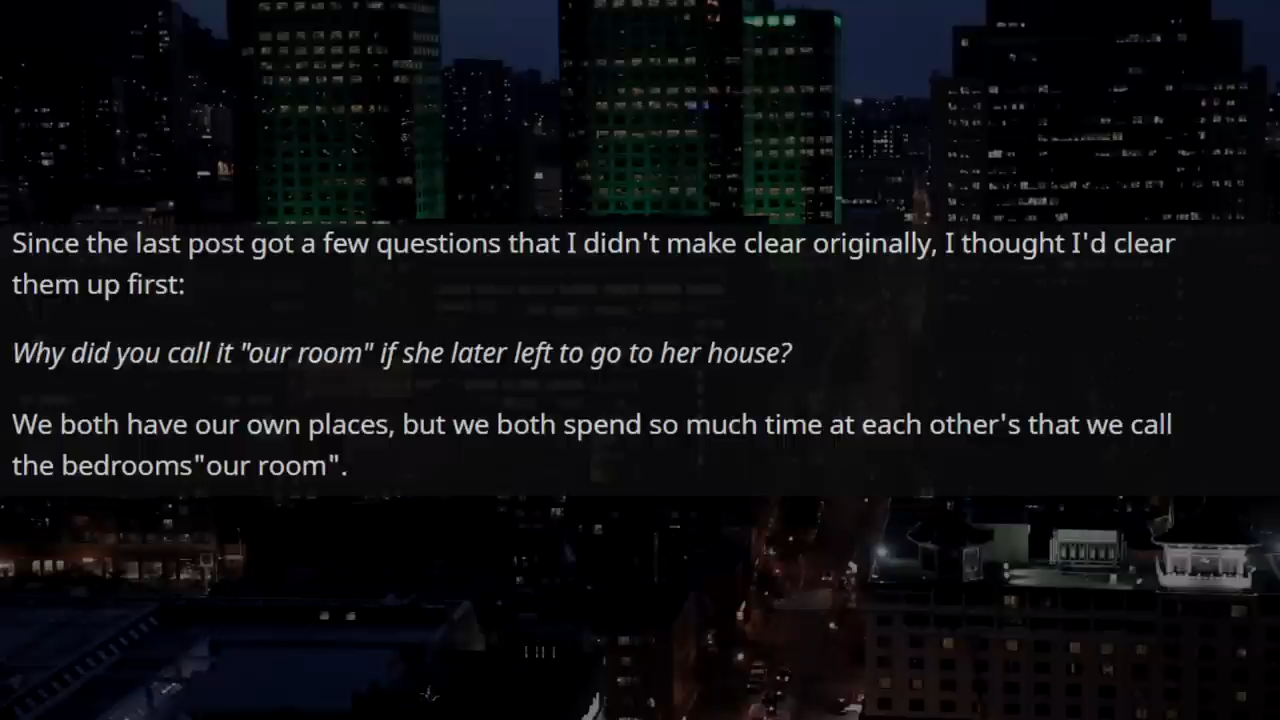 Since the last post got a few questions that I didn't make clear originally, I thought I'd clear
them up first:
Why did you call it "our room" if she later left to go to her house?
We both have our own places, but we both spend so much time at each other's that we call
the bedrooms"our room".